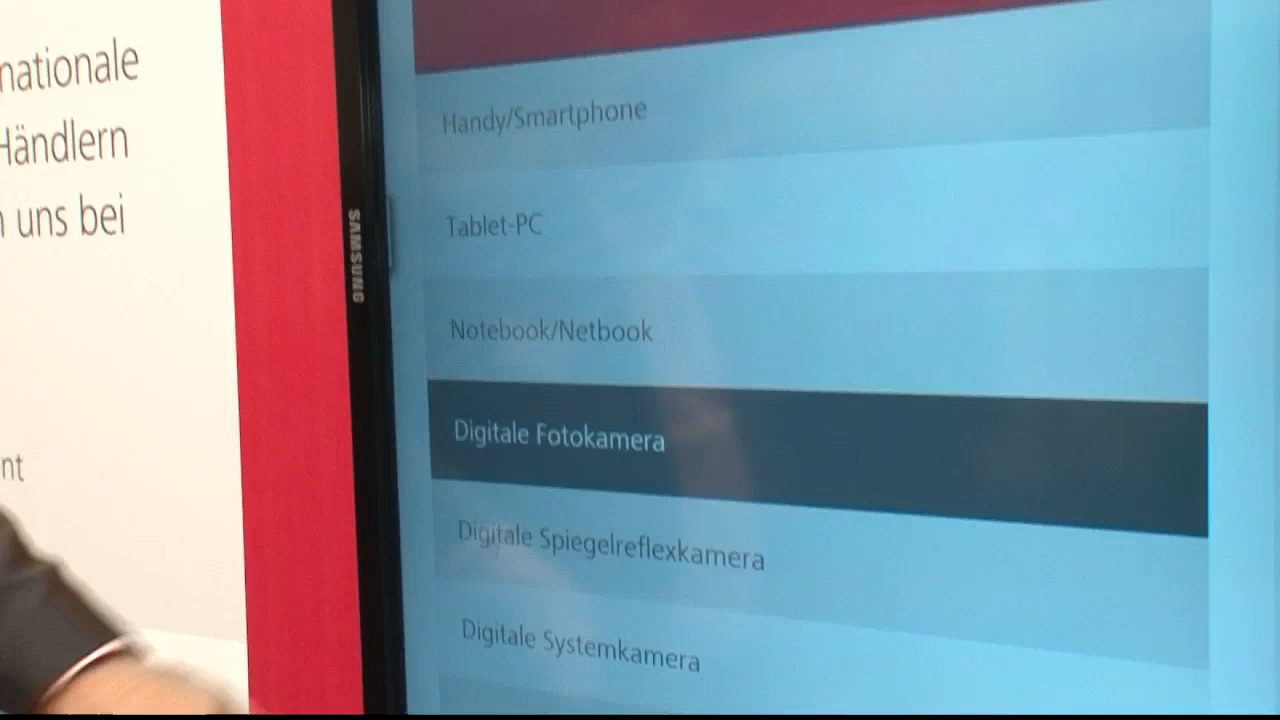 nationale
Händlern
uns bei
nt
SAMSUNG
Handy/Smartphone
Tablet-PC
Notebook/Netbook
Digitale Fotokamera
Digitale Spiegelreflexkamera
Digitale Systemkamera